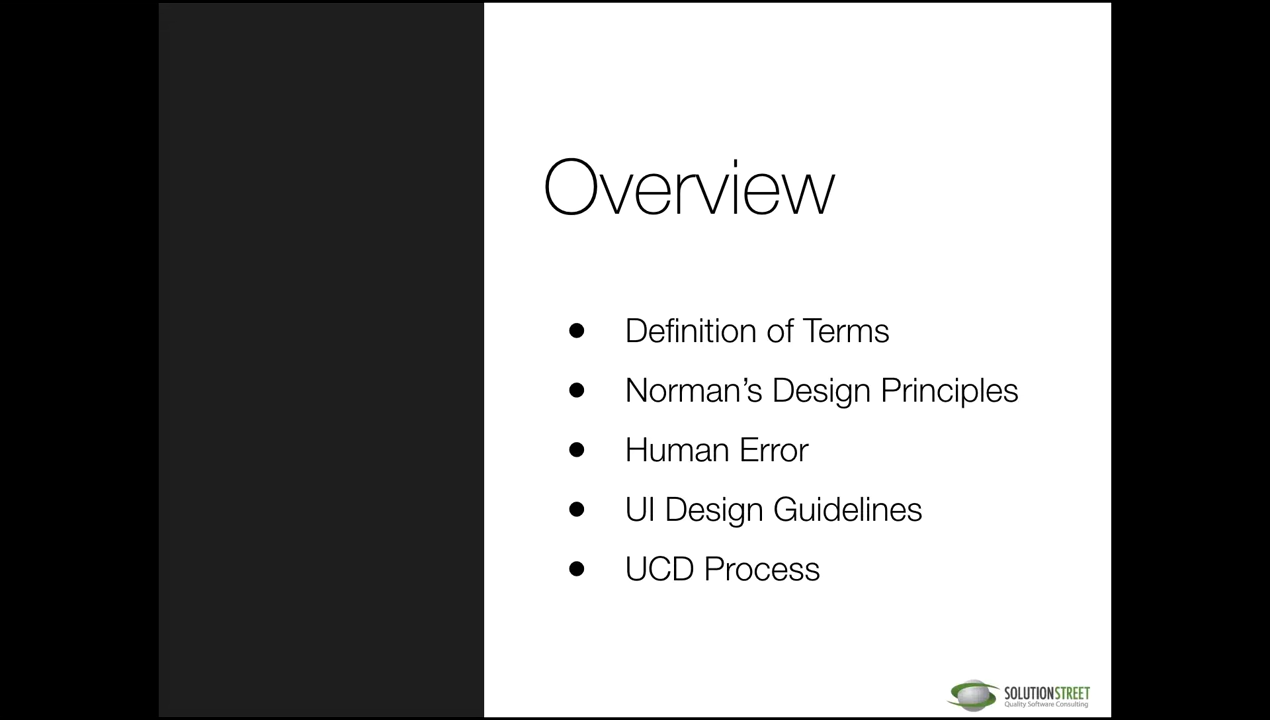 Overview
● Definition of Terms
● Norman’s Design Principles
● Human Error
● UI Design Guidelines
● UCD Process
SOLUTIONSTREET
Quality Software Consulting